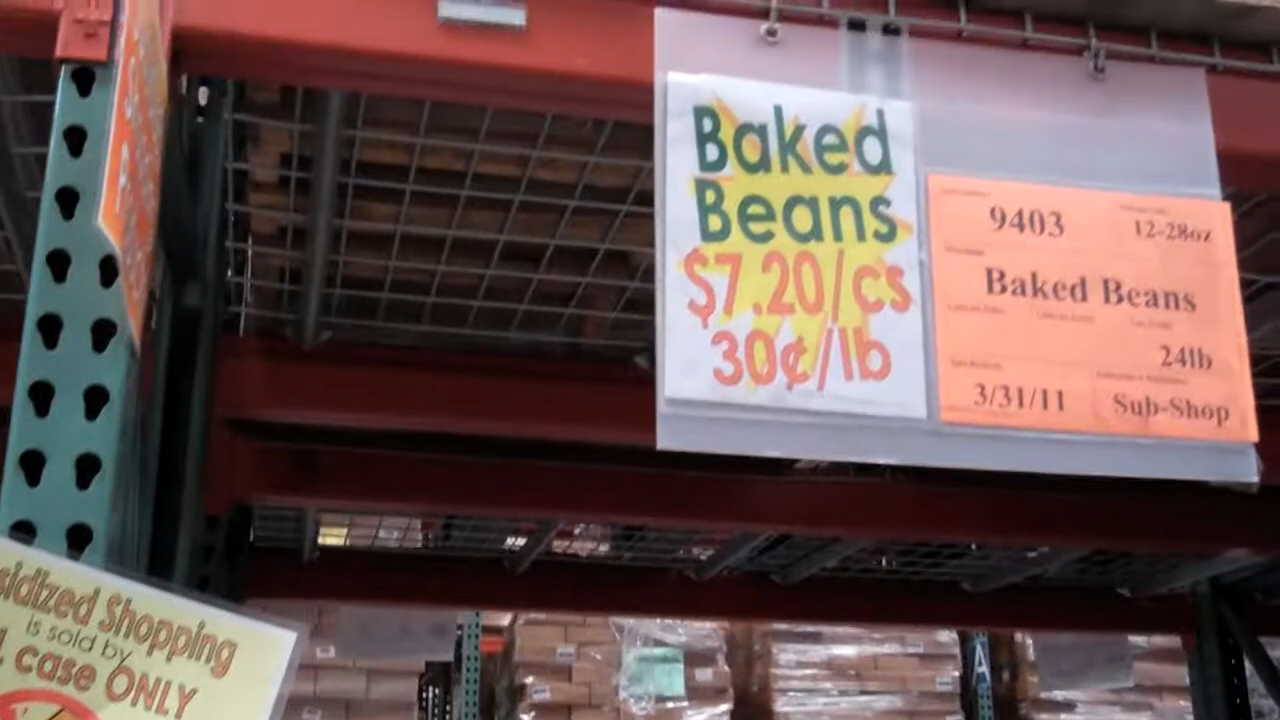 Baked
Beans
$7.20/cs
30¢/lb
9403
12-28oz
Baked Beans
24lb
3/31/11
Sub-Shop
Shopping
is sold by
case ONLY
A